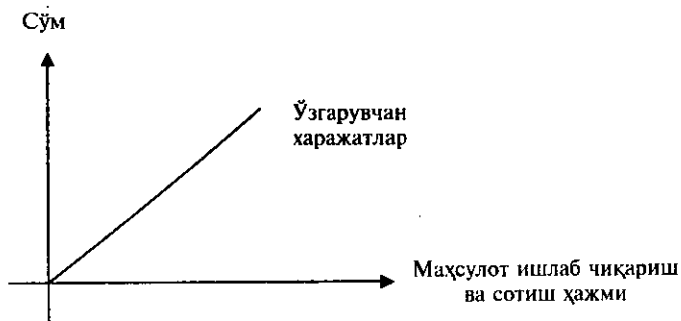 Сўм
Ўзгарувчан
харажатлар
Маҳсулот ишлаб чиқариш
ва сотиш ҳажми